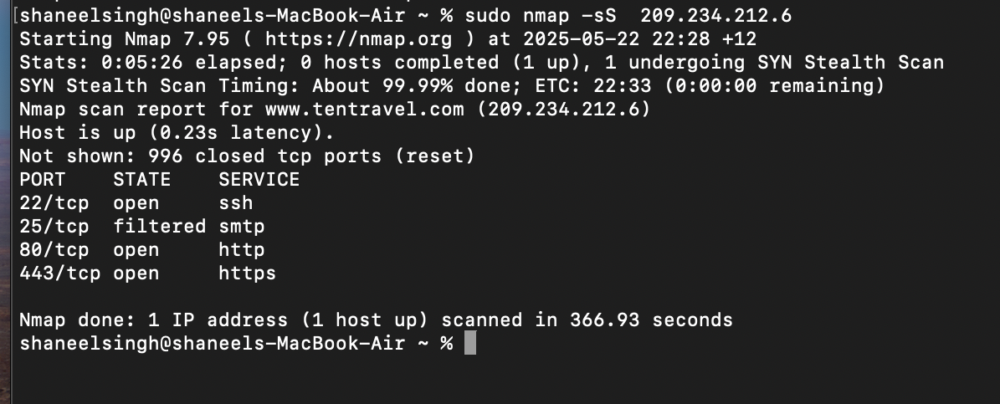 [shaneelsingh@shaneels-MacBook-Air ~ % sudo nmap -sS  209.234.212.6
Starting Nmap 7.95 ( https://nmap.org ) at 2025-05-22 22:28 +12
Stats: 0:05:26 elapsed; 0 hosts completed (1 up), 1 undergoing SYN Stealth Scan
SYN Stealth Scan Timing: About 99.99% done; ETC: 22:33 (0:00:00 remaining)
Nmap scan report for www.tentravel.com (209.234.212.6)
Host is up (0.23s latency).
Not shown: 996 closed tcp ports (reset)
PORT    STATE    SERVICE
22/tcp  open     ssh
25/tcp  filtered smtp
80/tcp  open     http
443/tcp open     https

Nmap done: 1 IP address (1 host up) scanned in 366.93 seconds
shaneelsingh@shaneels-MacBook-Air ~ %